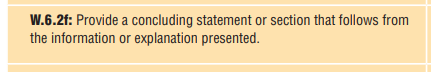 W.6.2f: Provide a concluding statement or section that follows from
the information or explanation presented.